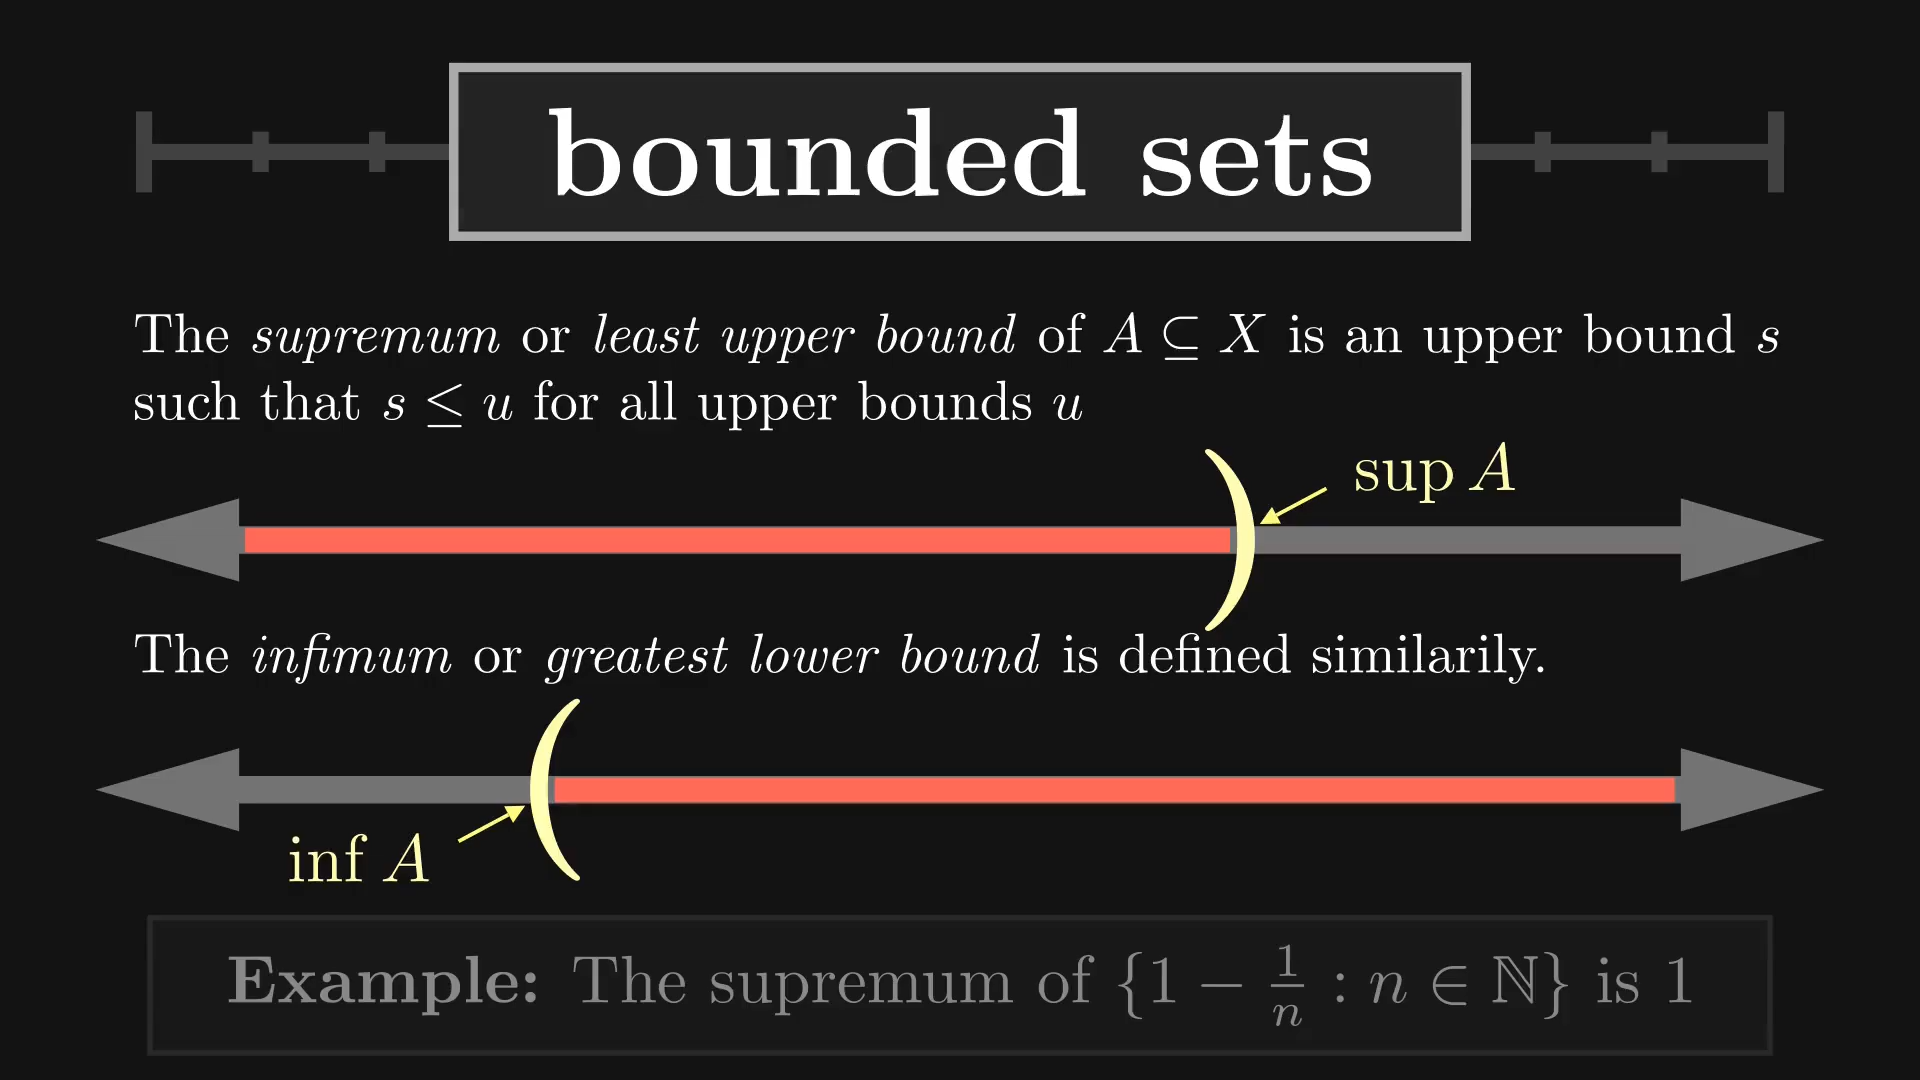 bounded sets
The supremum or least upper bound of A ⊆ X is an upper bound s
such that s ≤ u for all upper bounds u
sup A
The infimum or greatest lower bound is defined similarily.
inf A
Example: The supremum of {1 − 1/n : n ∈ ℕ} is 1